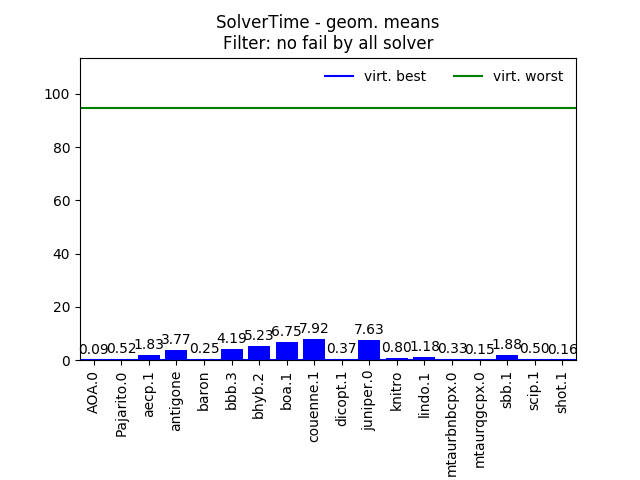 SolverTime - geom. means
Filter: no fail by all solver
virt. best
virt. worst
100
80
60
40
20
0
0.09
0.52
1.83
3.77
0.25
4.19
5.23
6.75
7.92
0.37
7.63
0.80
1.18
0.33
0.15
1.88
0.50
0.16
AOA.0
Pajarito.0
aecp.1
antigone
baron
bbb.3
bhyb.2
boa.1
couenne.1
dicopt.1
juniper.0
knitro
lindo.1
mtaurbnbcpx.0
mtaurqgcpx.0
sbb.1
scip.1
shot.1